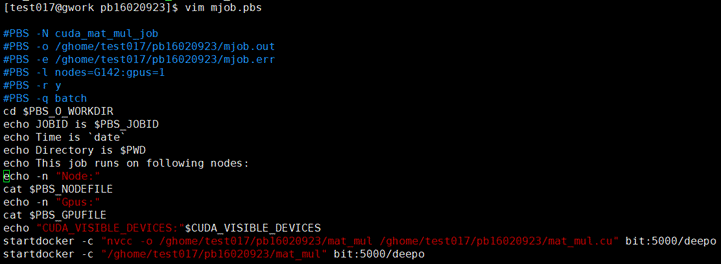 [test017@gwork pb16020923]$ vim mjob.pbs
#PBS -N cuda_mat_mul_job
#PBS -o /ghome/test017/pb16020923/mjob.out
#PBS -e /ghome/test017/pb16020923/mjob.err
#PBS -l nodes=G142:gpus=1
#PBS -r y
#PBS -q batch
cd $PBS_O_WORKDIR
echo JOBID is $PBS_JOBID
echo Time is `date`
echo Directory is $PWD
echo This job runs on following nodes:
echo -n "Node:"
cat $PBS_NODEFILE
echo -n "Gpus:"
cat $PBS_GPUFILE
echo "CUDA_VISIBLE_DEVICES:"$CUDA_VISIBLE_DEVICES
startdocker -c "nvcc -o /ghome/test017/pb16020923/mat_mul /ghome/test017/pb16020923/mat_mul.cu" bit:5000/deepo
startdocker -c "/ghome/test017/pb16020923/mat_mul" bit:5000/deepo